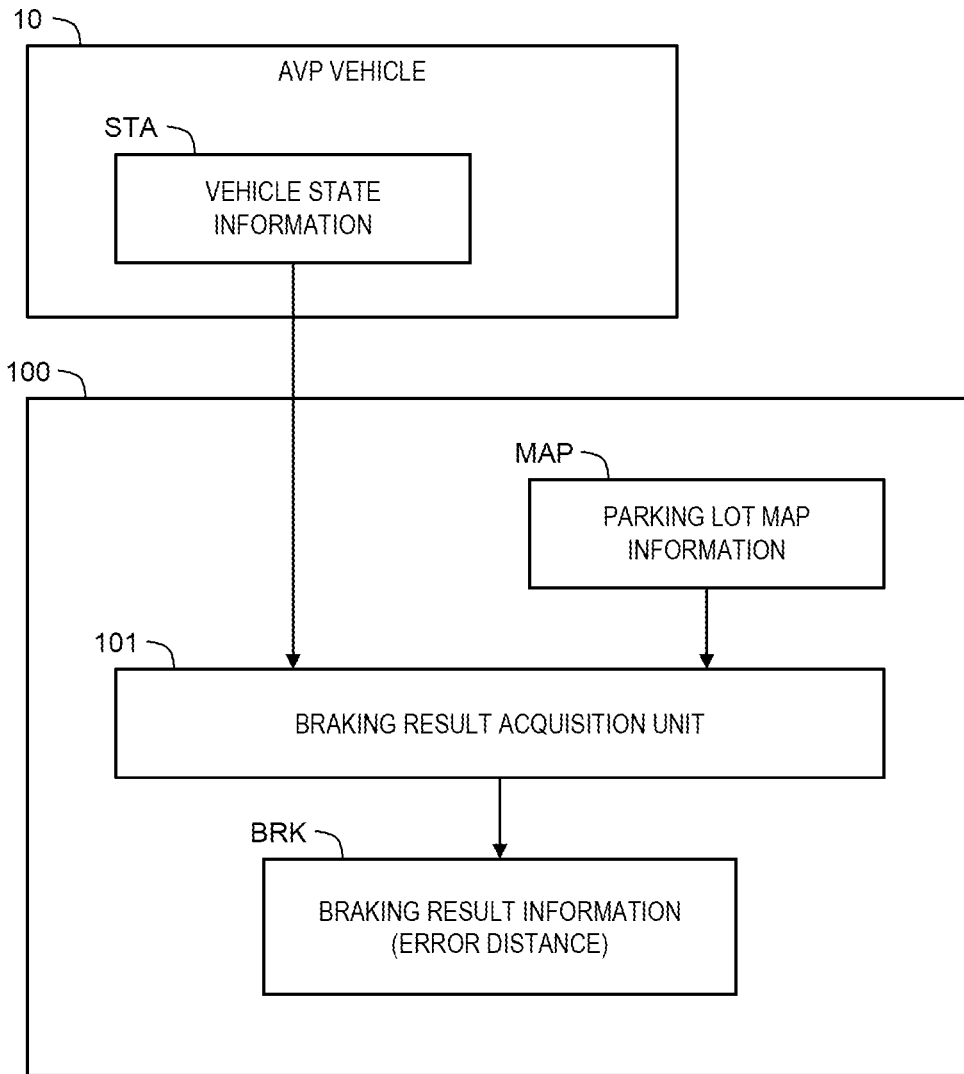 10
AVP VEHICLE
STA
VEHICLE STATE
INFORMATION
100
MAP
PARKING LOT MAP
INFORMATION
101
BRAKING RESULT ACQUISITION UNIT
BRK
BRAKING RESULT INFORMATION
(ERROR DISTANCE)